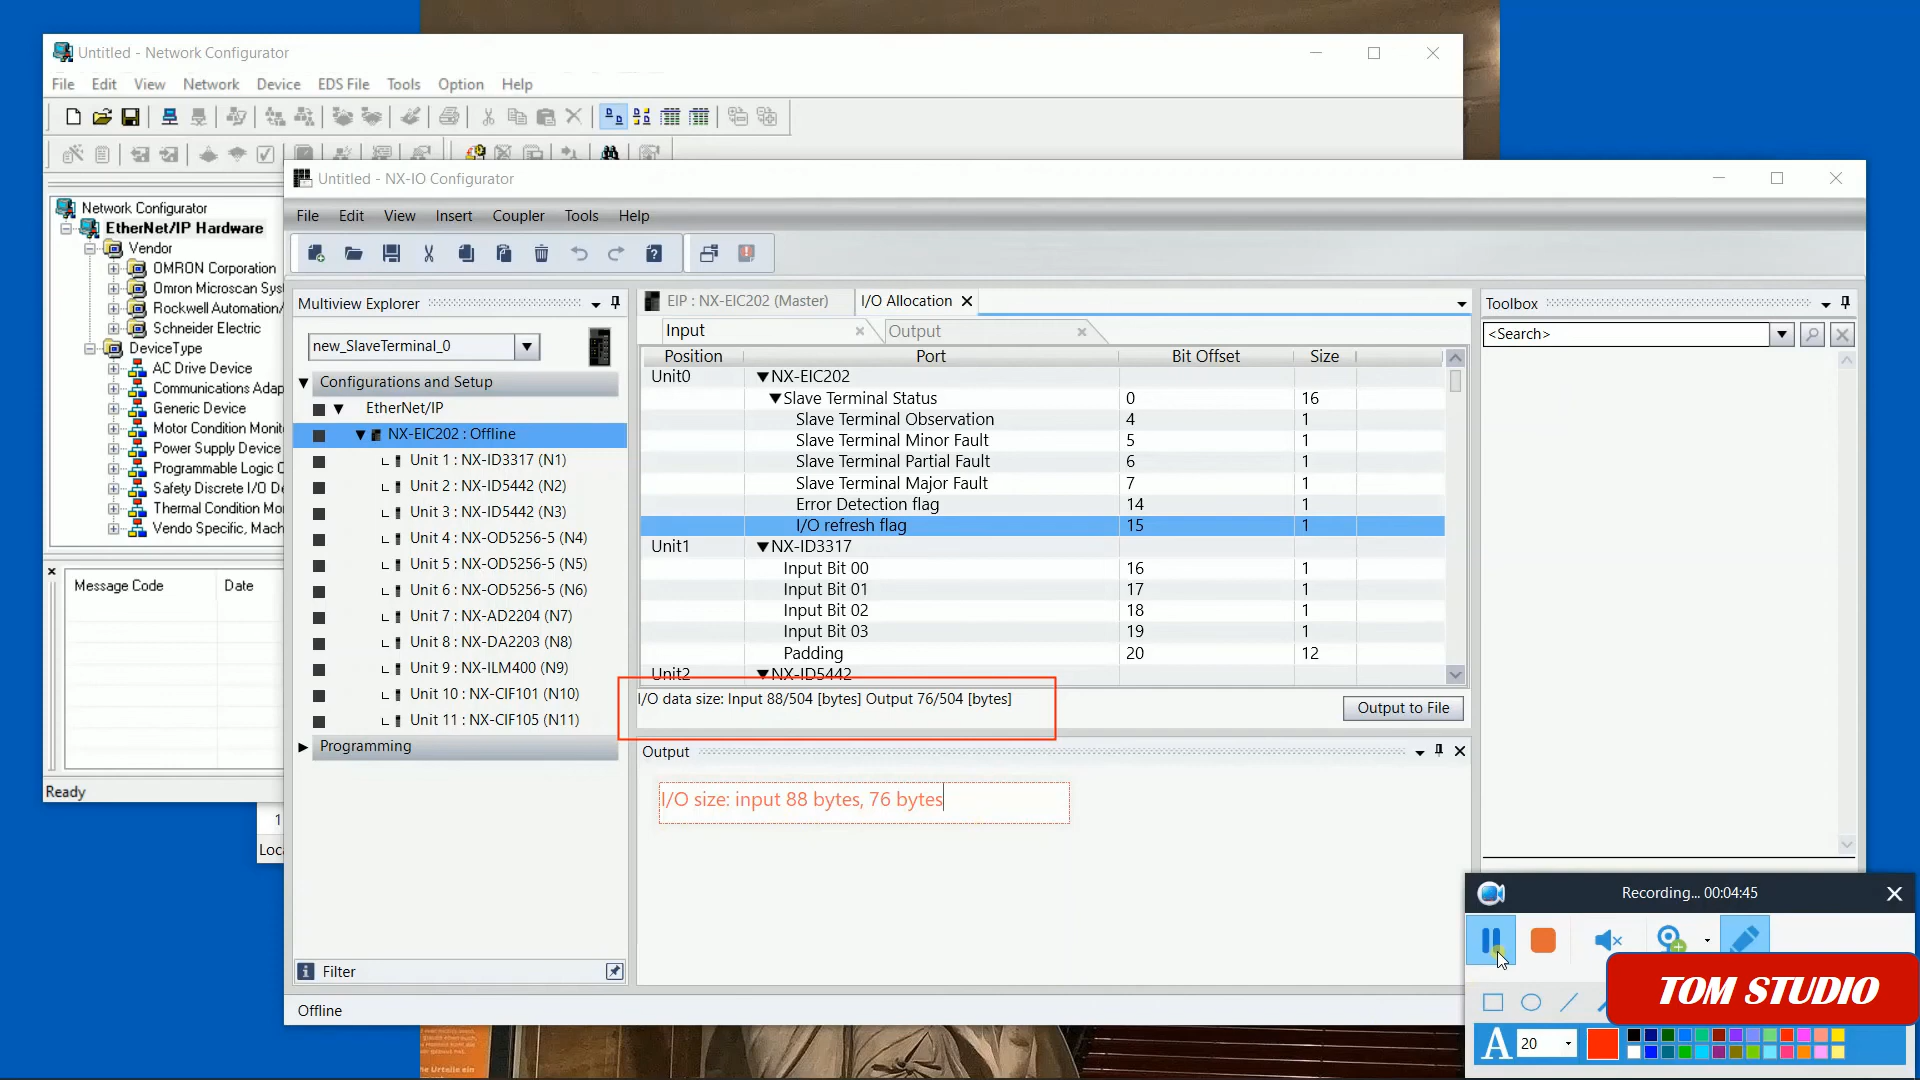 Untitled - Network Configurator
File Edit View Network Device EDS File Tools Option Help
Network Configurator
EtherNet/IP Hardware
Vendor
OMRON Corporation
Omron Microscan Sys
Rockwell Automation/
Schneider Electric
DeviceType
AC Drive Device
Communications Adap
Generic Device
Motor Condition Monit
Power Supply Device
Programmable Logic C
Safety Discrete I/O De
Thermal Condition Mo
Vendo Specific, Mach
Message Code Date
Ready
1
Loca
Untitled - NX-IO Configurator
File Edit View Insert Coupler Tools Help
Multiview Explorer
new_SlaveTerminal_0
Configurations and Setup
EtherNet/IP
NX-EIC202 : Offline
Unit 1 : NX-ID3317 (N1)
Unit 2 : NX-ID5442 (N2)
Unit 3 : NX-ID5442 (N3)
Unit 4 : NX-OD5256-5 (N4)
Unit 5 : NX-OD5256-5 (N5)
Unit 6 : NX-OD5256-5 (N6)
Unit 7 : NX-AD2204 (N7)
Unit 8 : NX-DA2203 (N8)
Unit 9 : NX-ILM400 (N9)
Unit 10 : NX-CIF101 (N10)
Unit 11 : NX-CIF105 (N11)
Programming
Filter
Offline
EIP : NX-EIC202 (Master) I/O Allocation
Input Output
Position Port Bit Offset Size
Unit0 NX-EIC202
Slave Terminal Status 0 16
Slave Terminal Observation 4 1
Slave Terminal Minor Fault 5 1
Slave Terminal Partial Fault 6 1
Slave Terminal Major Fault 7 1
Error Detection flag 14 1
I/O refresh flag 15 1
Unit1 NX-ID3317
Input Bit 00 16 1
Input Bit 01 17 1
Input Bit 02 18 1
Input Bit 03 19 1
Padding 20 12
Unit2 NX-ID5442
I/O data size: Input 88/504 [bytes] Output 76/504 [bytes]
Output to File
Output
I/O size: input 88 bytes, 76 bytes
Toolbox
<Search>
Recording... 00:04:45
TOM STUDIO
A 20